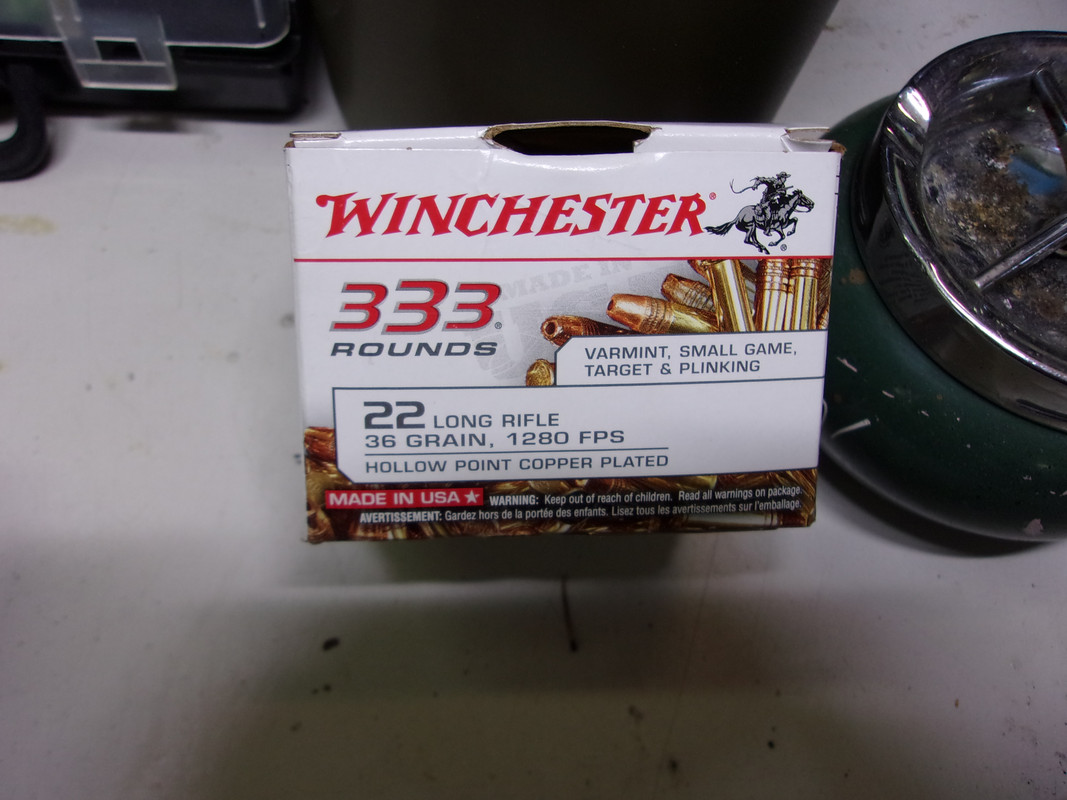 WINCHESTER®
®
MADE IN
333®
ROUNDS
VARMINT, SMALL GAME,
TARGET & PLINKING
22 LONG RIFLE
36 GRAIN, 1280 FPS
HOLLOW POINT COPPER PLATED
MADE IN USA★ WARNING: Keep out of reach of children. Read all warnings on package.
AVERTISSEMENT: Gardez hors de la portée des enfants. Lisez tous les avertissements sur l'emballage.